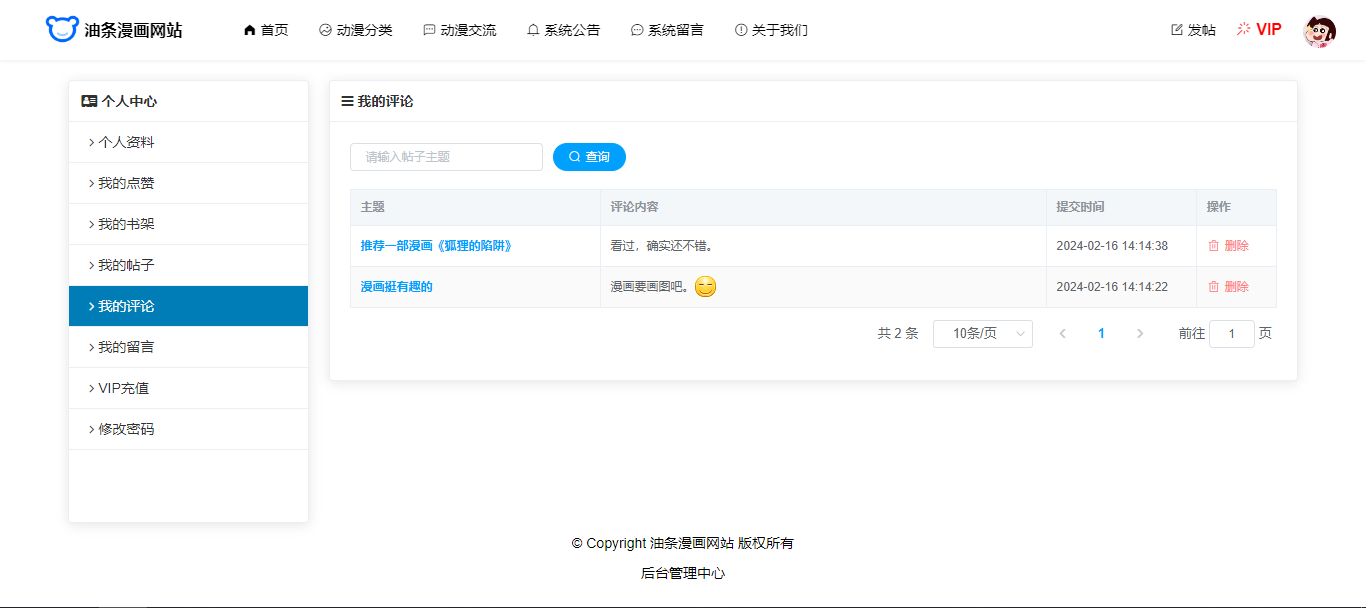 油条漫画网站 首页 动漫分类 动漫交流 系统公告 系统留言 关于我们 发帖 VIP
个人中心
个人资料
我的点赞
我的书架
我的帖子
我的评论
我的留言
VIP充值
修改密码
我的评论
请输入帖子主题 查询
主题 评论内容 提交时间 操作
推荐一部漫画《狐狸的陷阱》 看过，确实还不错。 2024-02-16 14:14:38 删除
漫画挺有趣的 漫画要画图吧。 2024-02-16 14:14:22 删除
共 2 条 10条/页 1 前往 1 页
© Copyright 油条漫画网站 版权所有
后台管理中心